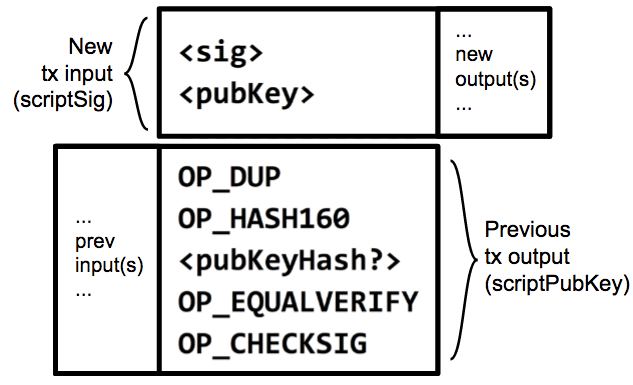 New
tx input
(scriptSig)
<sig>
<pubKey>
...
new
output(s)
...
...
prev
input(s)
...
OP_DUP
OP_HASH160
<pubKeyHash?>
OP_EQUALVERIFY
OP_CHECKSIG
Previous
tx output
(scriptPubKey)